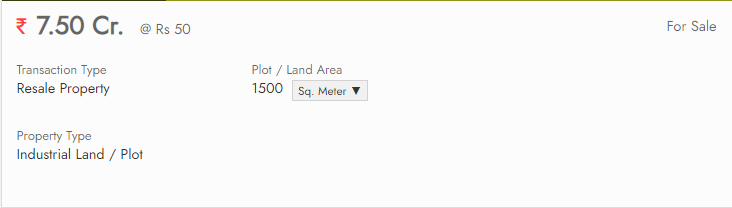 ₹ 7.50 Cr. @ Rs 50
For Sale
Transaction Type
Resale Property
Plot / Land Area
1500 Sq. Meter ▼
Property Type
Industrial Land / Plot